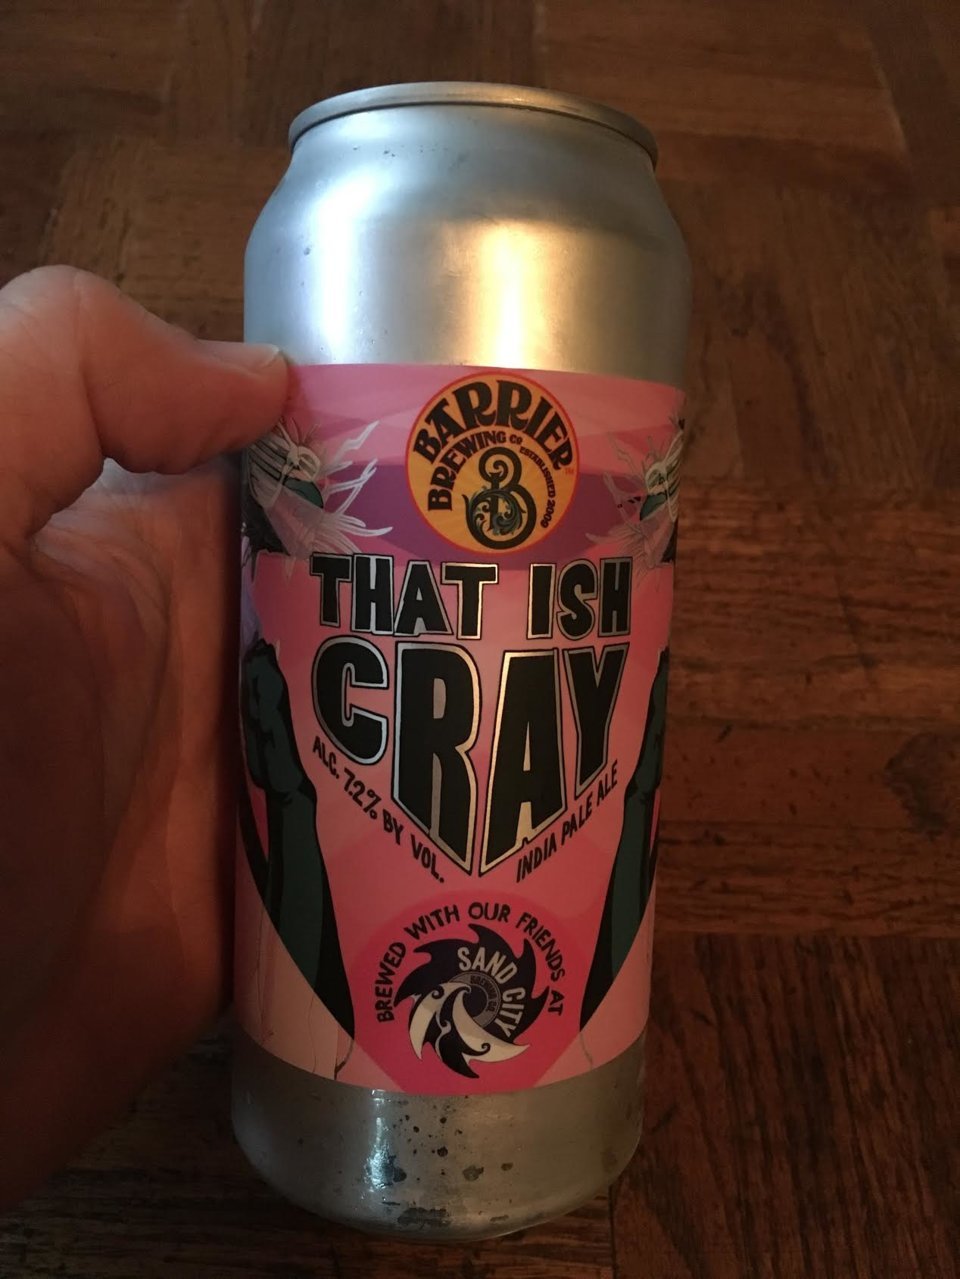 BARRIER
BREWING CO
ESTABLISHED 2009
B
THAT ISH
CRAY
ALC. 7.2% BY VOL.
INDIA PALE ALE
BREWED WITH OUR FRIENDS AT
SAND CITY